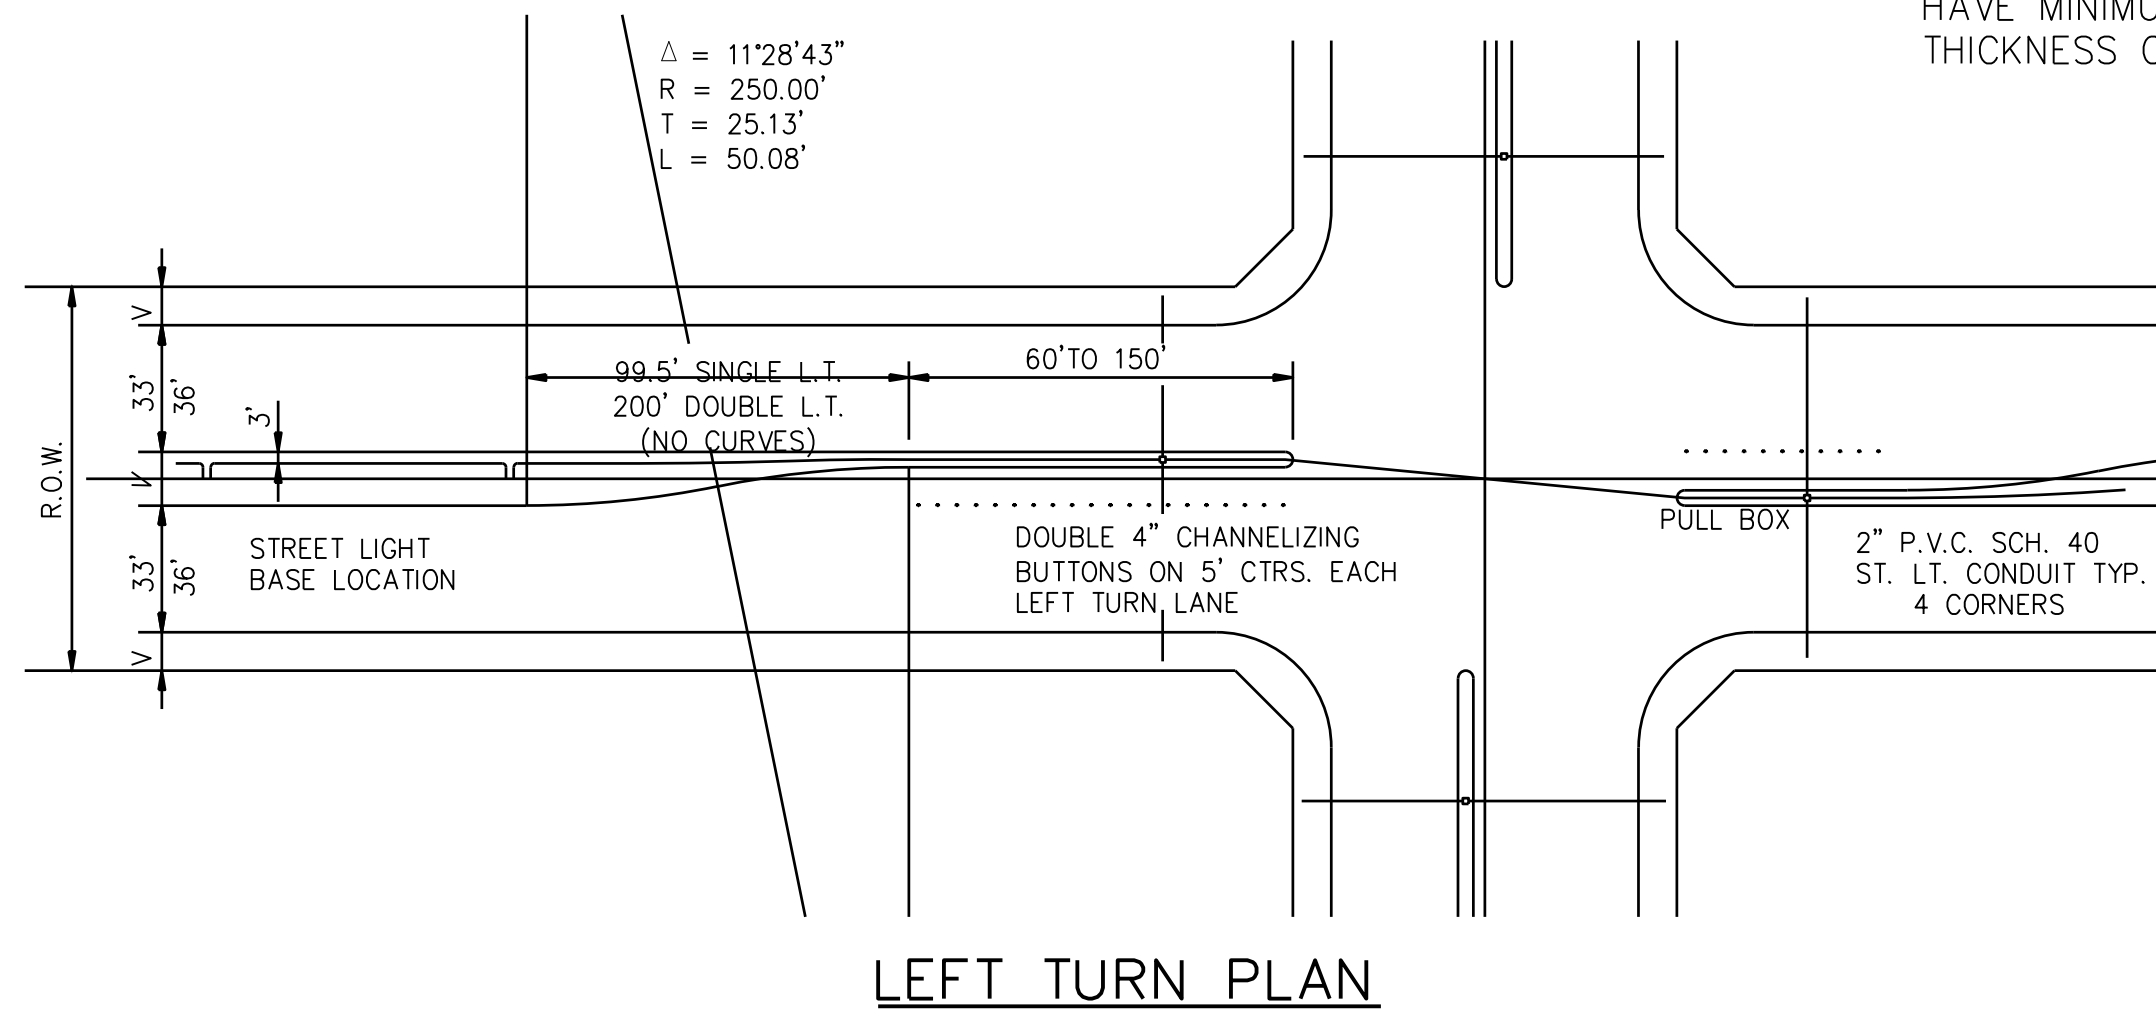 HAVE MINIMU
THICKNESS C
Δ = 11°28'43"
R = 250.00'
T = 25.13'
L = 50.08'
V
33'
36'
3'
R.O.W.
V
33'
36'
V
99.5' SINGLE L.T.
200' DOUBLE L.T.
(NO CURVES)
60'TO 150'
STREET LIGHT
BASE LOCATION
DOUBLE 4" CHANNELIZING
BUTTONS ON 5' CTRS. EACH
LEFT TURN LANE
PULL BOX
2" P.V.C. SCH. 40
ST. LT. CONDUIT TYP.
4 CORNERS
LEFT TURN PLAN